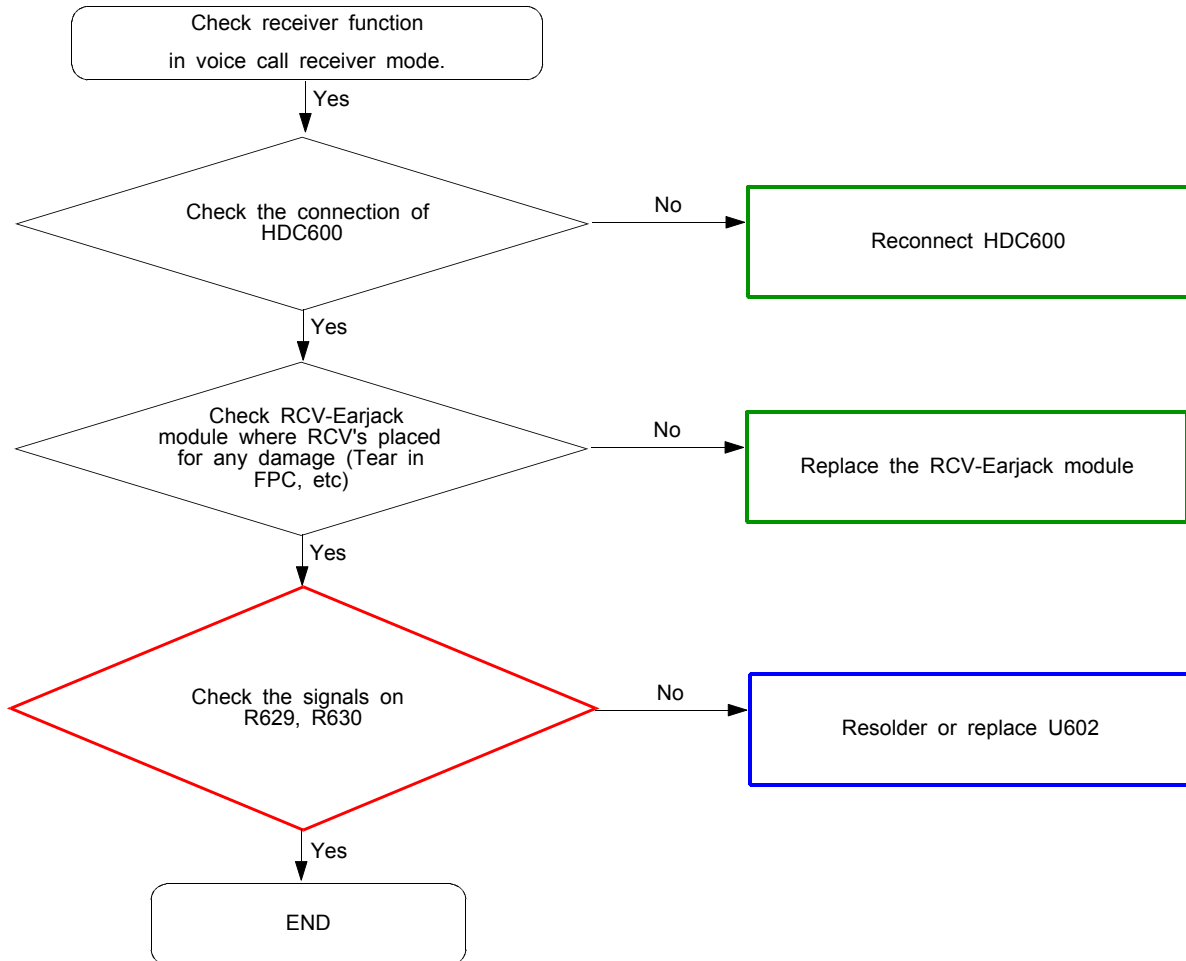 Check receiver function
in voice call receiver mode.
Yes
Check the connection of
HDC600
No
Reconnect HDC600
Yes
Check RCV-Earjack
module where RCV's placed
for any damage (Tear in
FPC, etc)
No
Replace the RCV-Earjack module
Yes
Check the signals on
R629, R630
No
Resolder or replace U602
Yes
END